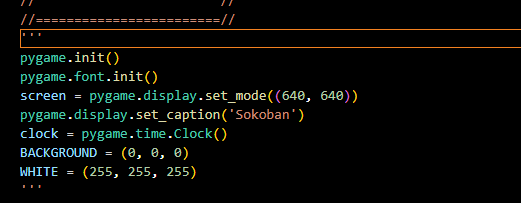 //                        //
//========================//
'''
pygame.init()
pygame.font.init()
screen = pygame.display.set_mode((640, 640))
pygame.display.set_caption('Sokoban')
clock = pygame.time.Clock()
BACKGROUND = (0, 0, 0)
WHITE = (255, 255, 255)
'''